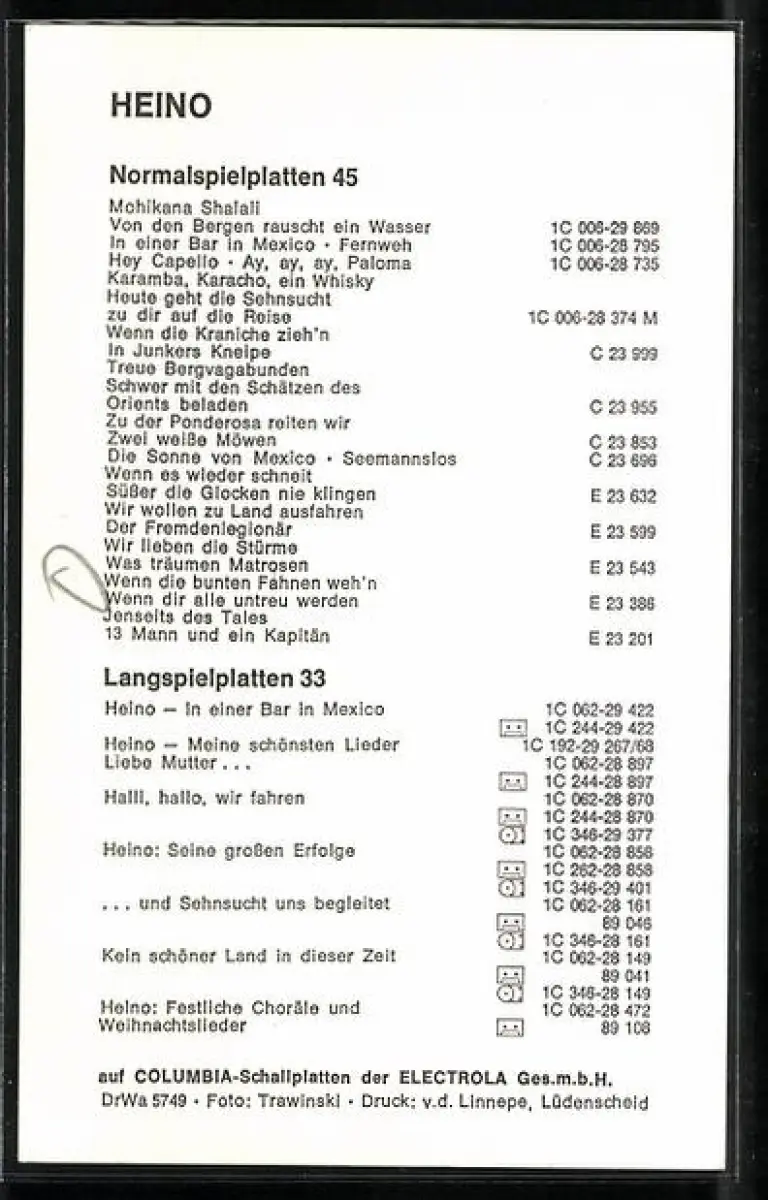 HEINO
Normalspielplatten 45
Mohikana Shalali
Von den Bergen rauscht ein Wasser 1C 006-29 869
In einer Bar in Mexico · Fernweh 1C 006-28 795
Hey Capello · Ay, ay, ay, Paloma 1C 006-28 735
Karamba, Karacho, ein Whisky
Heute geht die Sehnsucht
zu dir auf die Reise 1C 006-28 374 M
Wenn die Kraniche zieh'n
In Junkers Kneipe C 23 999
Treue Bergvagabunden
Schwer mit den Schätzen des
Orients beladen C 23 955
Zu der Ponderosa reiten wir
Zwei weiße Möwen C 23 853
Die Sonne von Mexico · Seemannslos C 23 696
Wenn es wieder schneit
Süßer die Glocken nie klingen E 23 632
Wir wollen zu Land ausfahren
Der Fremdenlegionär E 23 599
Wir lieben die Stürme
Was träumen Matrosen E 23 543
Wenn die bunten Fahnen weh'n
Wenn dir alle untreu werden E 23 386
Jenseits des Tales
13 Mann und ein Kapitän E 23 201
Langspielplatten 33
Heino – In einer Bar in Mexico 1C 062-29 422
1C 244-29 422
Heino – Meine schönsten Lieder 1C 192-29 267/68
Liebe Mutter . . . 1C 062-28 897
1C 244-28 897
Halli, hallo, wir fahren 1C 062-28 870
1C 244-28 870
1C 346-29 377
Heino: Seine großen Erfolge 1C 062-28 858
1C 262-28 858
1C 346-29 401
. . . und Sehnsucht uns begleitet 1C 062-28 161
89 046
1C 346-28 161
Kein schöner Land in dieser Zeit 1C 062-28 149
89 041
1C 346-28 149
Heino: Festliche Choräle und 1C 062-28 472
Weihnachtslieder 89 108
auf COLUMBIA-Schallplatten der ELECTROLA Ges.m.b.H.
DrWa 5749 · Foto: Trawinski · Druck: v.d. Linnepe, Lüdenscheid